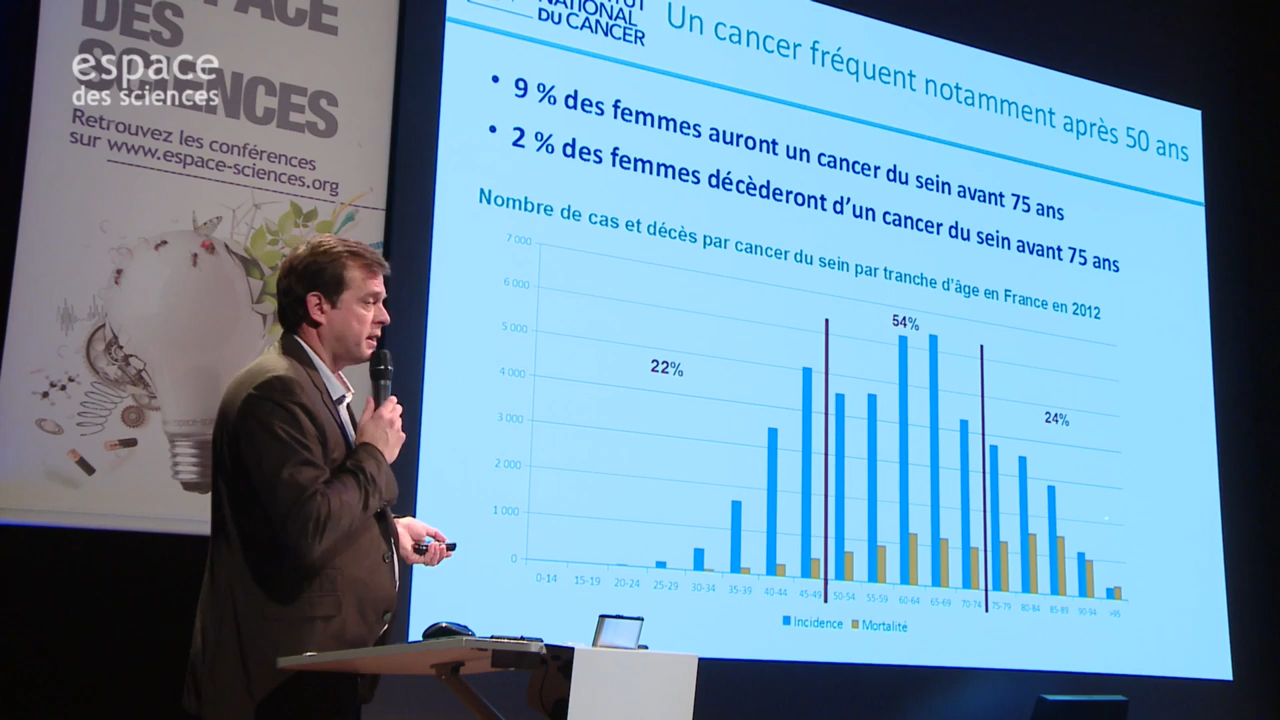 DES
SCIENCES
espace
des sciences
Retrouvez les conférences
sur www.espace-sciences.org
NATIONAL
DU CANCER
Un cancer fréquent notamment après 50 ans
• 9 % des femmes auront un cancer du sein avant 75 ans
• 2 % des femmes décèderont d'un cancer du sein avant 75 ans
Nombre de cas et décès par cancer du sein par tranche d'âge en France en 2012
7 000
6 000
5 000
4 000
3 000
2 000
1 000
0
22%
54%
24%
0-14 15-19 20-24 25-29 30-34 35-39 40-44 45-49 50-54 55-59 60-64 65-69 70-74 75-79 80-84 85-89 90-94 >95
Incidence Mortalité